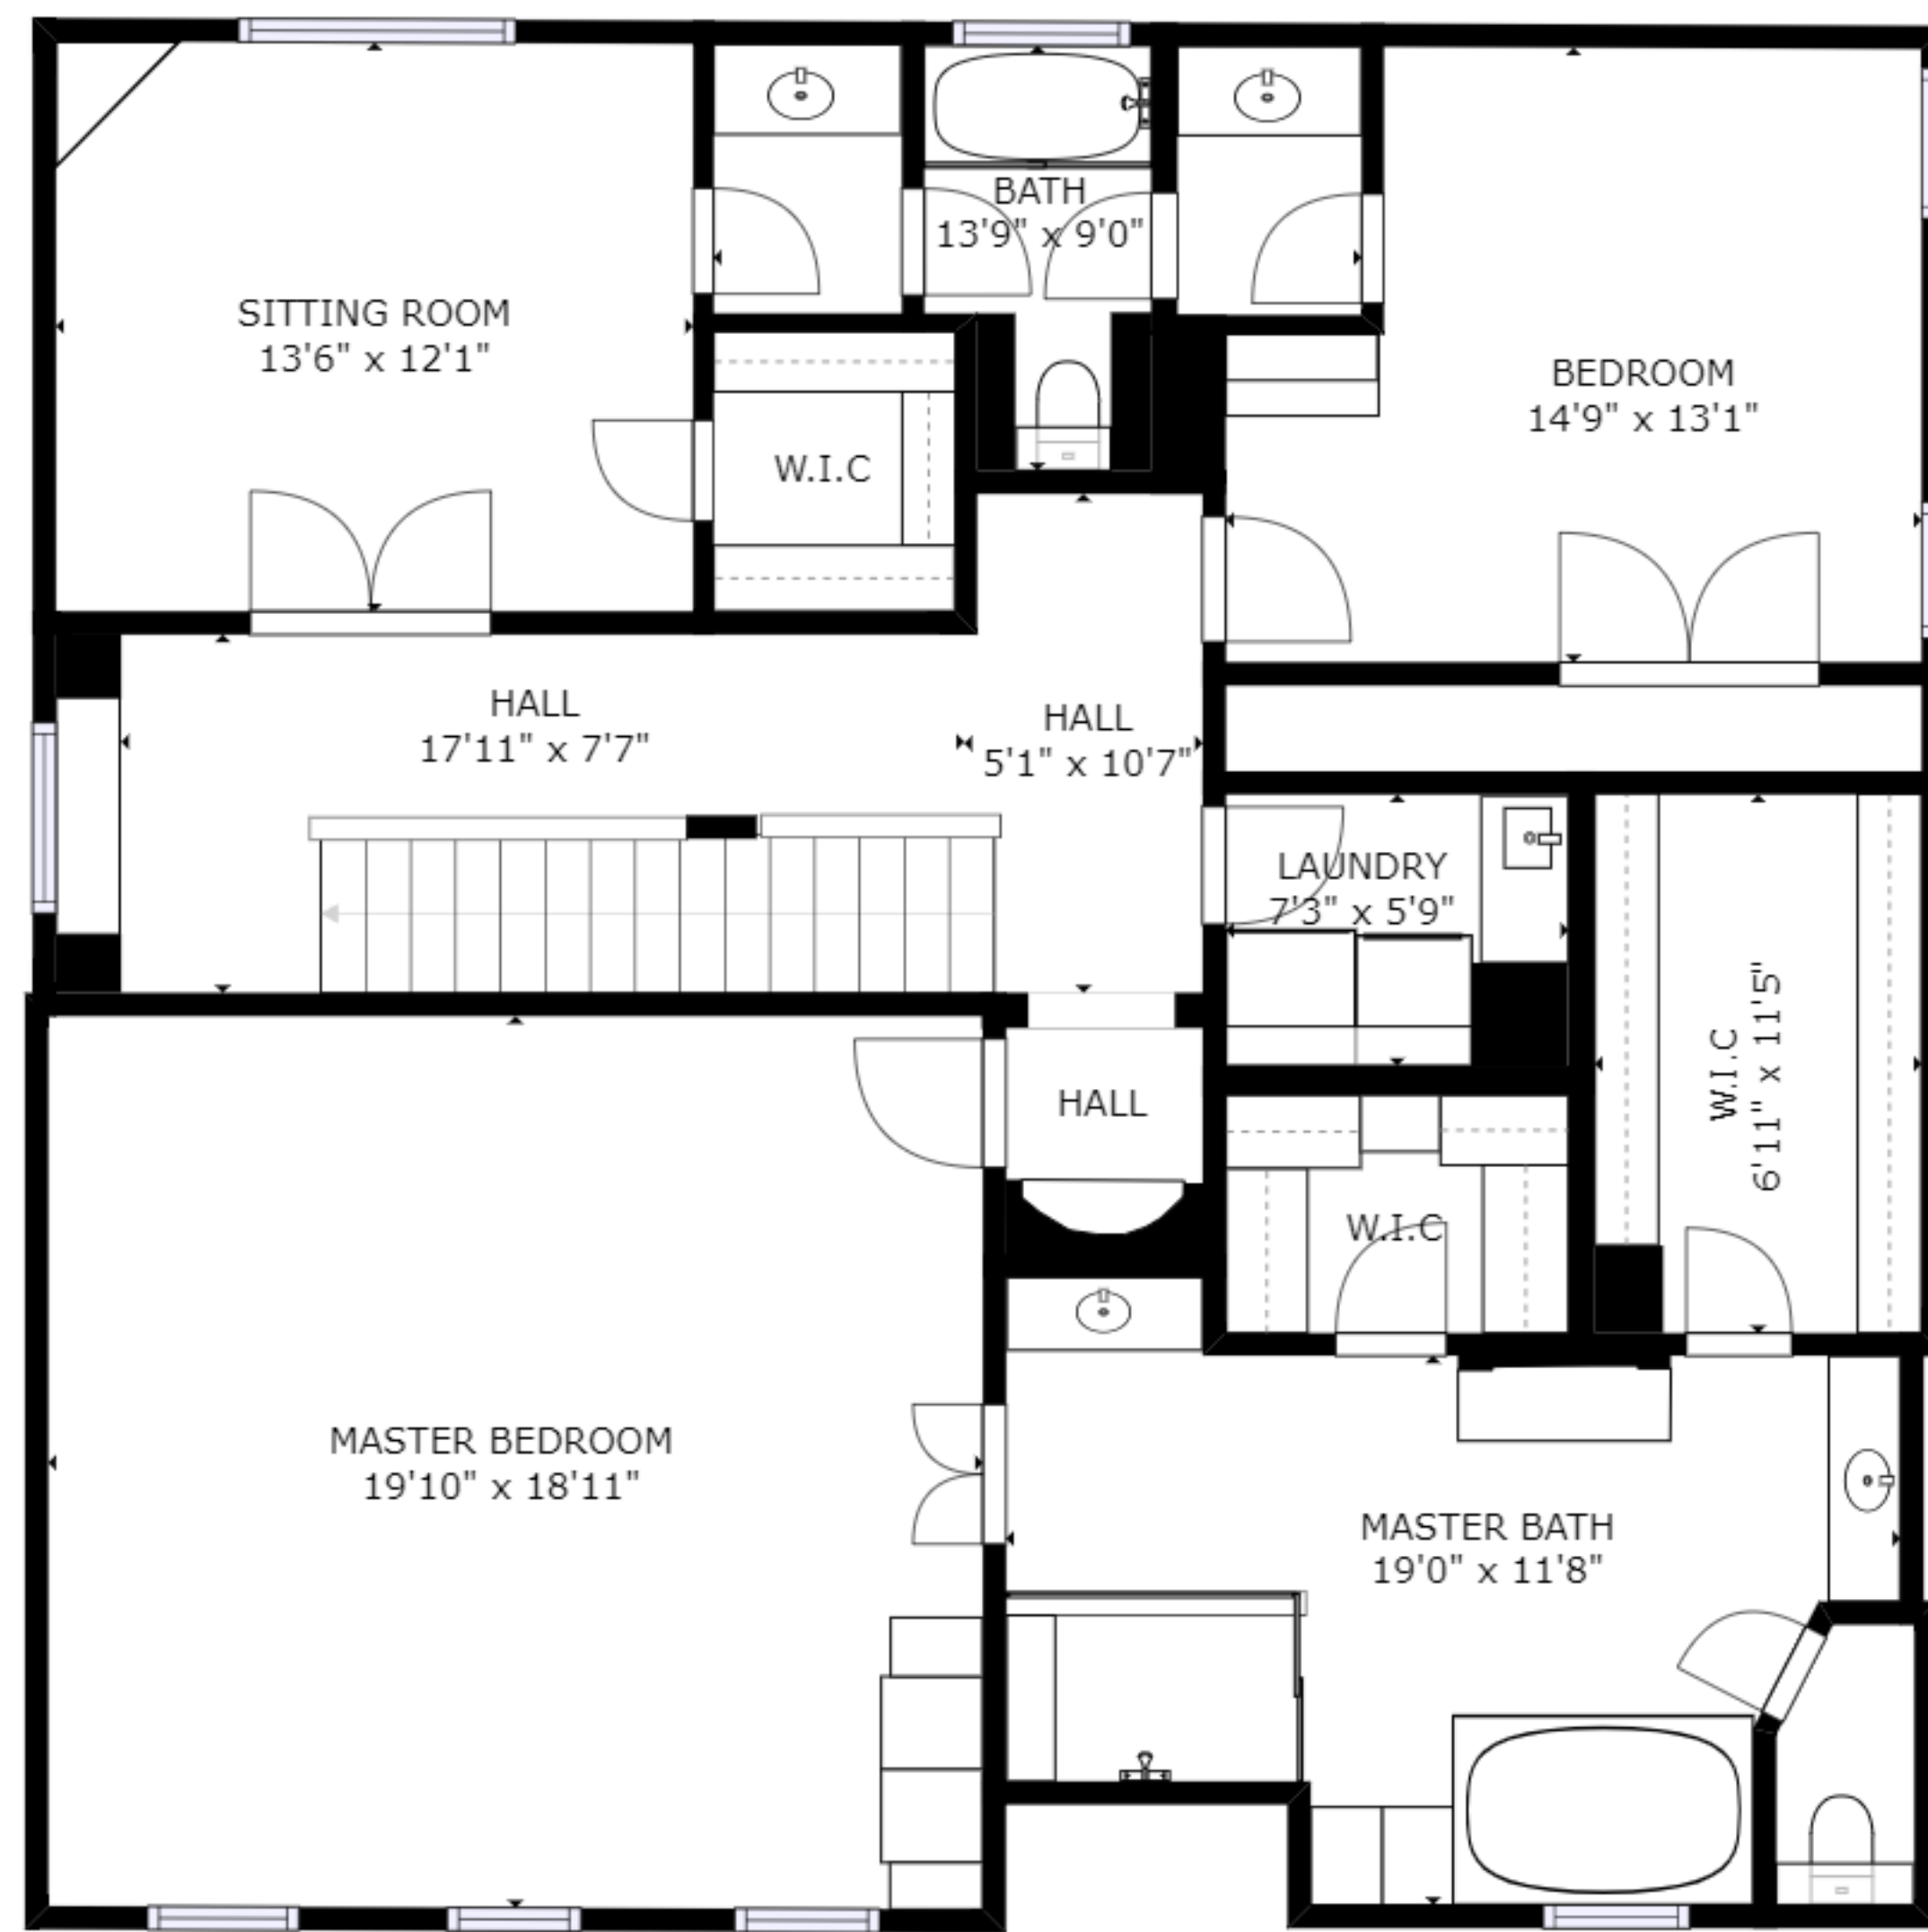 BATH
13'9" x 9'0"
SITTING ROOM
13'6" x 12'1"
BEDROOM
14'9" x 13'1"
W.I.C
HALL
17'11" x 7'7"
HALL
5'1" x 10'7"
LAUNDRY
7'3" x 5'9"
W.I.C
6'11" x 11'5"
HALL
W.I.C
MASTER BEDROOM
19'10" x 18'11"
MASTER BATH
19'0" x 11'8"